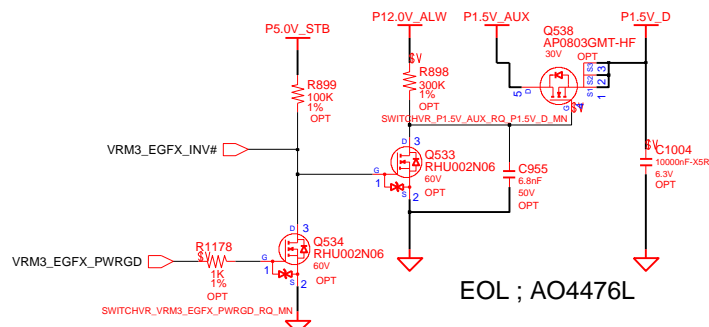 P5.0V_STB
P12.0V_ALW
P1.5V_AUX
P1.5V_D
Q538
AP0803GMT-HF
30V
OPT
5
D
S3
S2
S1
3
2
1
G
4
R899
100K
1%
OPT
R898
300K
1%
OPT
SWITCHVR_P1.5V_AUX_RQ_P1.5V_D_MN
VRM3_EGFX_INV#
D
3
Q533
RHU002N06
60V
OPT
G
1
S
2
C955
6.8nF
50V
OPT
C1004
10000nF-X5R
6.3V
OPT
VRM3_EGFX_PWRGD
R1178
1K
1%
OPT
D
3
Q534
RHU002N06
60V
OPT
G
1
S
2
SWITCHVR_VRM3_EGFX_PWRGD_RQ_MN
EOL ; AO4476L